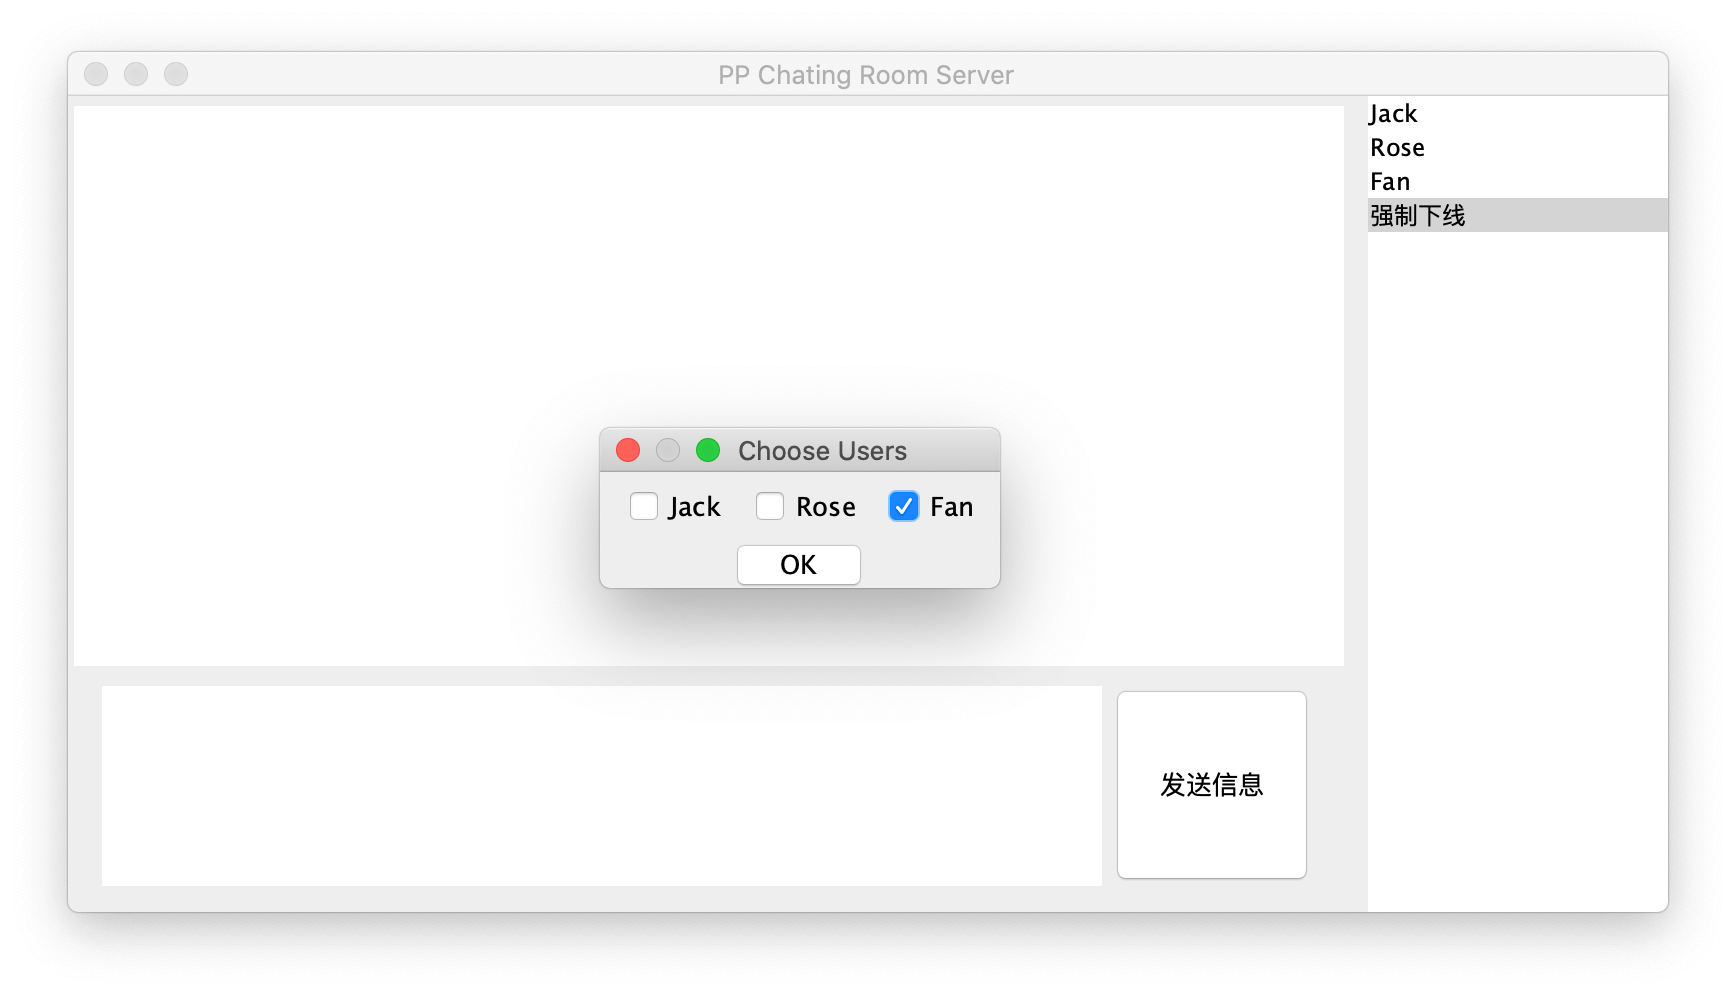 PP Chating Room Server
Jack
Rose
Fan
强制下线
Choose Users
Jack Rose Fan
OK
发送信息